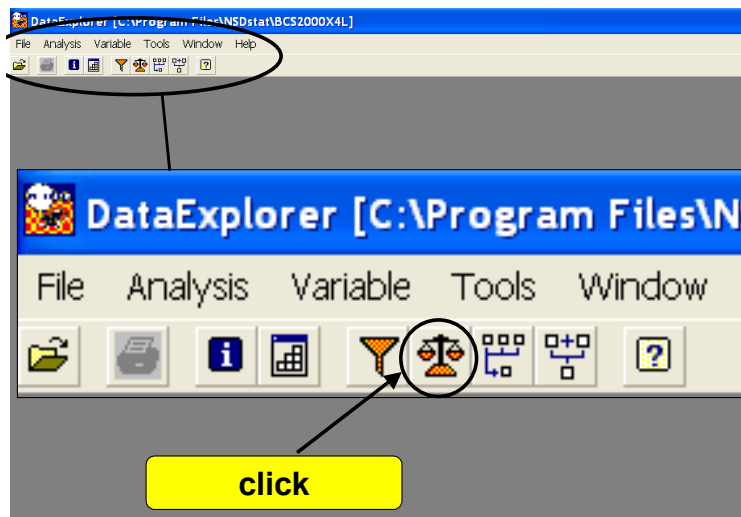 DataExplorer [C:\Program Files\NSDstat\BCS2000X4L]
File Analysis Variable Tools Window Help
DataExplorer [C:\Program Files\N
File Analysis Variable Tools Window
click